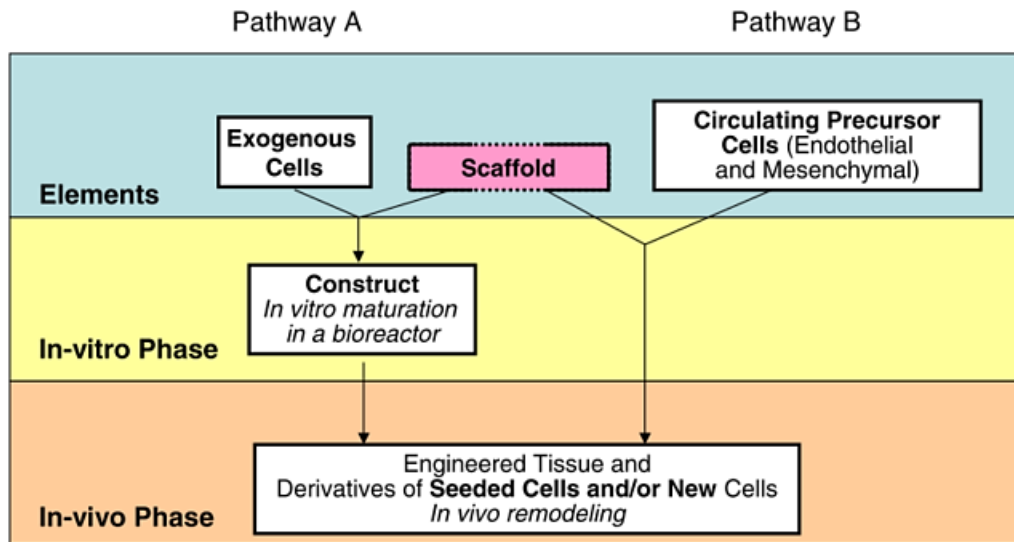 Pathway A
Pathway B
Exogenous
Cells
Scaffold
Circulating Precursor
Cells (Endothelial
and Mesenchymal)
Elements
Construct
In vitro maturation
in a bioreactor
In-vitro Phase
Engineered Tissue and
Derivatives of Seeded Cells and/or New Cells
In vivo remodeling
In-vivo Phase